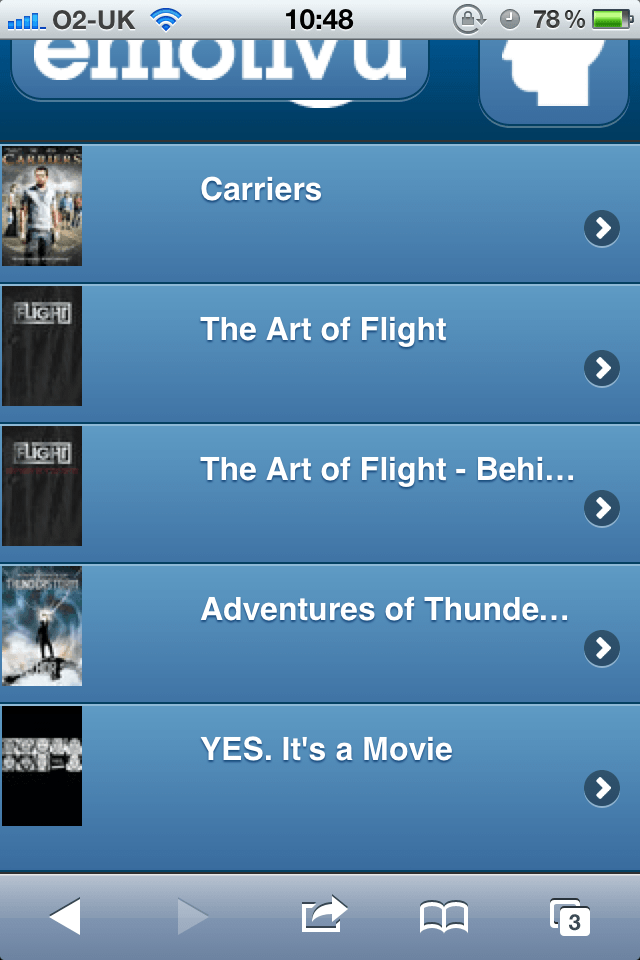 O2-UK 10:48 78 %
emotivu
CARRIERS
Carriers
FLIGHT
The Art of Flight
FLIGHT
The Art of Flight - Behi...
THUNDERSTORM
Adventures of Thunde...
YES. It's a Movie
3